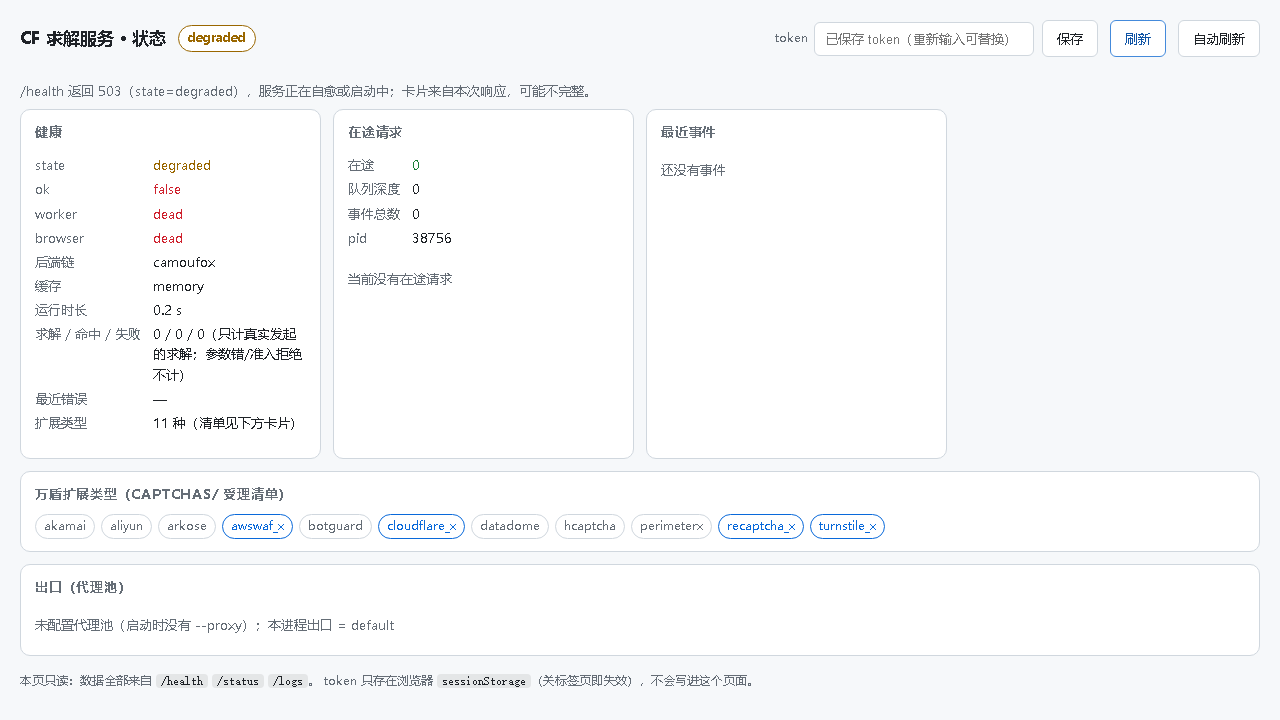 CF 求解服务 • 状态 degraded token 已保存 token（重新输入可替换） 保存 刷新 自动刷新
/health 返回 503（state=degraded），服务正在自愈或启动中；卡片来自本次响应，可能不完整。
健康
state degraded
ok false
worker dead
browser dead
后端链 camoufox
缓存 memory
运行时长 0.2 s
求解 / 命中 / 失败 0 / 0 / 0（只计真实发起
的求解；参数错/准入拒绝
不计）
最近错误 —
扩展类型 11 种（清单见下方卡片）
在途请求
在途 0
队列深度 0
事件总数 0
pid 38756
当前没有在途请求
最近事件
还没有事件
万盾扩展类型（CAPTCHAS/ 受理清单）
akamai aliyun arkose awswaf_x botguard cloudflare_x datadome hcaptcha perimeterx recaptcha_x turnstile_x
出口（代理池）
未配置代理池（启动时没有 --proxy）；本进程出口 = default
本页只读：数据全部来自 /health /status /logs 。 token 只存在浏览器 sessionStorage（关标签页即失效），不会写进这个页面。